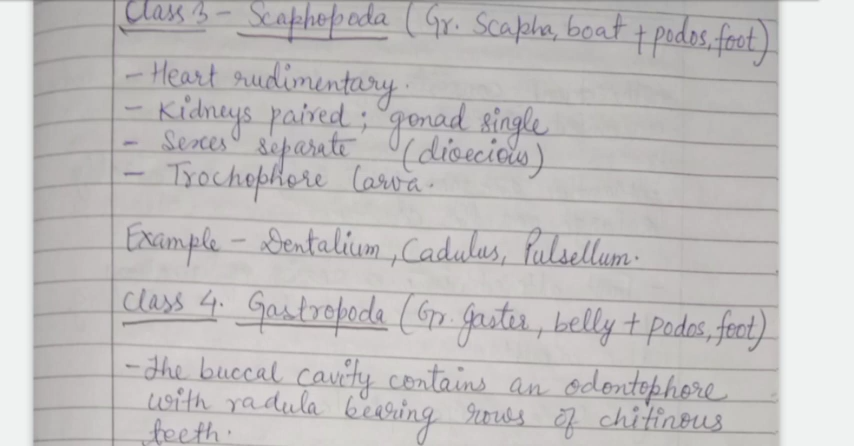 Class 3 - Scaphopoda (Gr. Scapha, boat + podos, foot)
- Heart rudimentary.
- Kidneys paired; gonad single
- Sexes separate (dioecious)
- Trochophore larva.
Example - Dentalium, Cadulus, Pulsellum.
Class 4. Gastropoda (Gr. gaster, belly + podos, foot)
- The buccal cavity contains an odontophore
with radula bearing rows of chitinous
teeth.